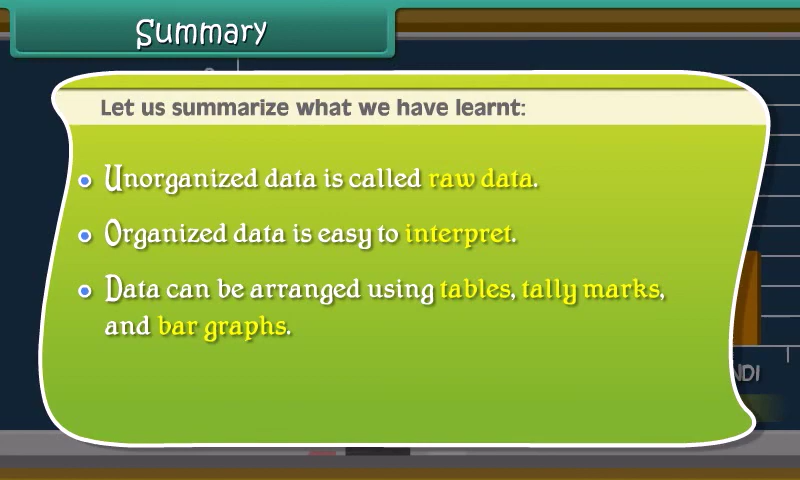 Summary
Let us summarize what we have learnt:
Unorganized data is called raw data.
Organized data is easy to interpret.
Data can be arranged using tables, tally marks,
and bar graphs.